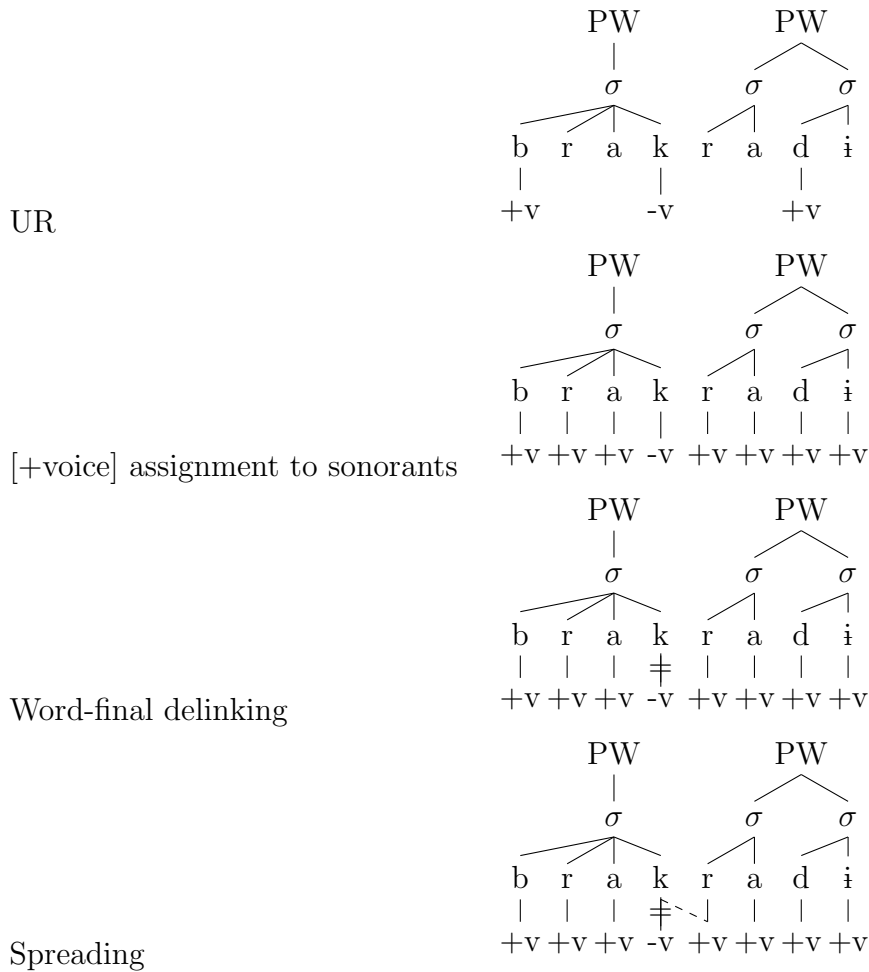 PW PW
σ σ σ
b r a k r a d ɨ
UR +v -v +v
PW PW
σ σ σ
b r a k r a d ɨ
[+voice] assignment to sonorants +v +v +v -v +v +v +v +v
PW PW
σ σ σ
b r a k r a d ɨ
Word-final delinking +v +v +v -v +v +v +v +v
PW PW
σ σ σ
b r a k r a d ɨ
Spreading +v +v +v -v +v +v +v +v